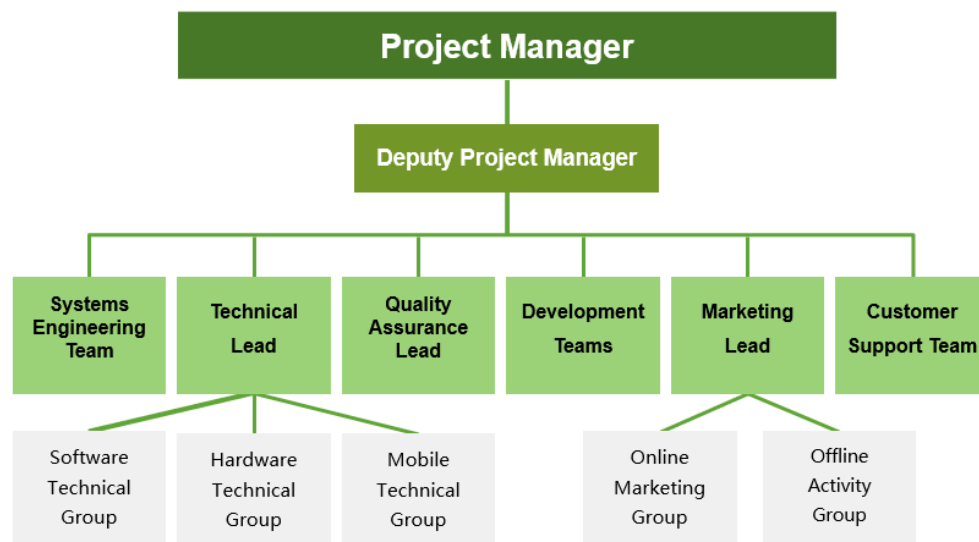 Project Manager
Deputy Project Manager
Systems
Engineering
Team
Technical
Lead
Quality
Assurance
Lead
Development
Teams
Marketing
Lead
Customer
Support Team
Software
Technical
Group
Hardware
Technical
Group
Mobile
Technical
Group
Online
Marketing
Group
Offline
Activity
Group